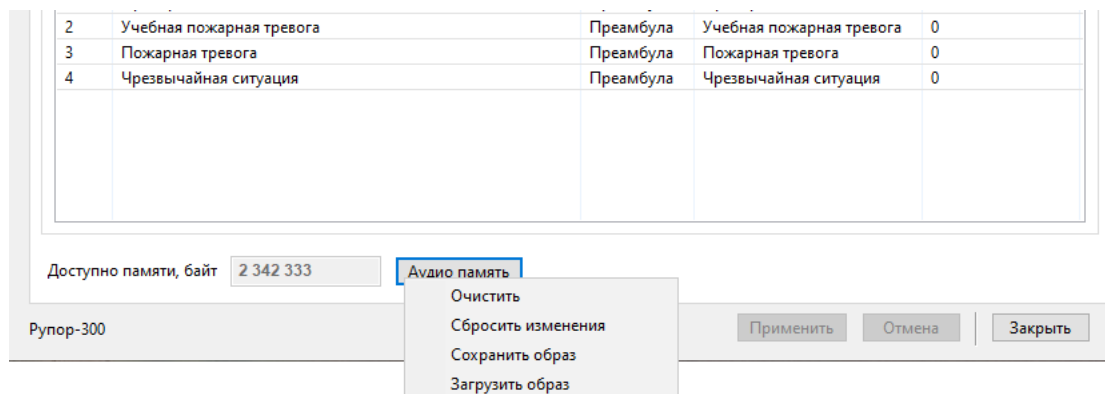 2 Учебная пожарная тревога Преамбула Учебная пожарная тревога 0
3 Пожарная тревога Преамбула Пожарная тревога 0
4 Чрезвычайная ситуация Преамбула Чрезвычайная ситуация 0
Доступно памяти, байт 2 342 333 Аудио память
Очистить
Рупор-300 Сбросить изменения Применить Отмена Закрыть
Сохранить образ
Загрузить образ